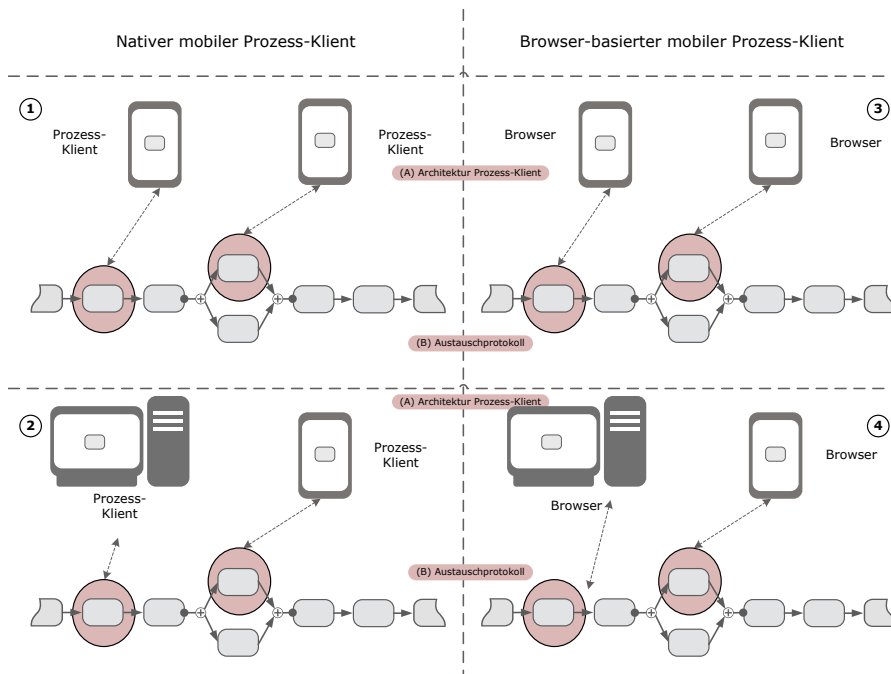 Nativer mobiler Prozess-Klient
Browser-basierter mobiler Prozess-Klient
1
Prozess-
Klient
Prozess-
Klient
Browser
Browser
3
(A) Architektur Prozess-Klient
(B) Austauschprotokoll
(A) Architektur Prozess-Klient
2
Prozess-
Klient
Prozess-
Klient
Browser
Browser
4
(B) Austauschprotokoll